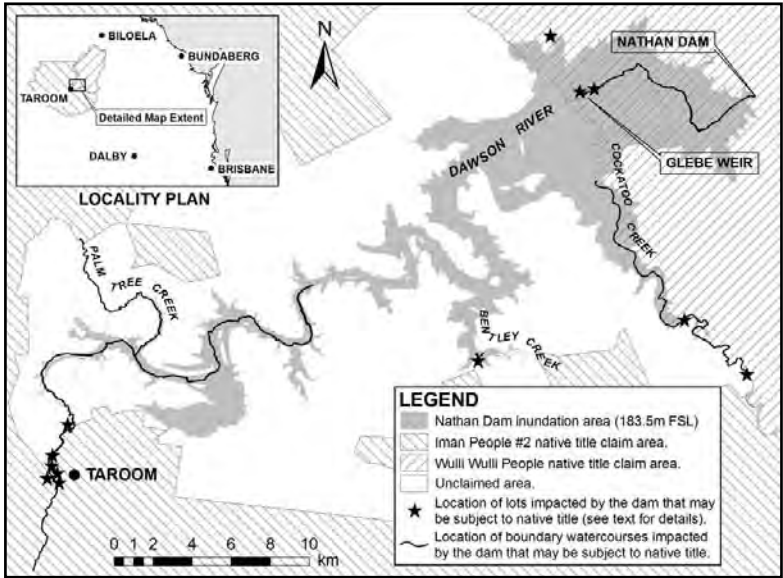 BILOELA
BUNDABERG
TAROOM
Detailed Map Extent
DALBY
BRISBANE
LOCALITY PLAN
N
NATHAN DAM
GLEBE WEIR
DAWSON RIVER
COCKATOO CREEK
PALM TREE CREEK
BENTLEY CREEK
TAROOM
0 1 2 4 6 8 10
km
LEGEND
Nathan Dam inundation area (183.5m FSL)
Iman People #2 native title claim area.
Wulli Wulli People native title claim area.
Unclaimed area.
Location of lots impacted by the dam that may
be subject to native title (see text for details).
Location of boundary watercourses impacted
by the dam that may be subject to native title.